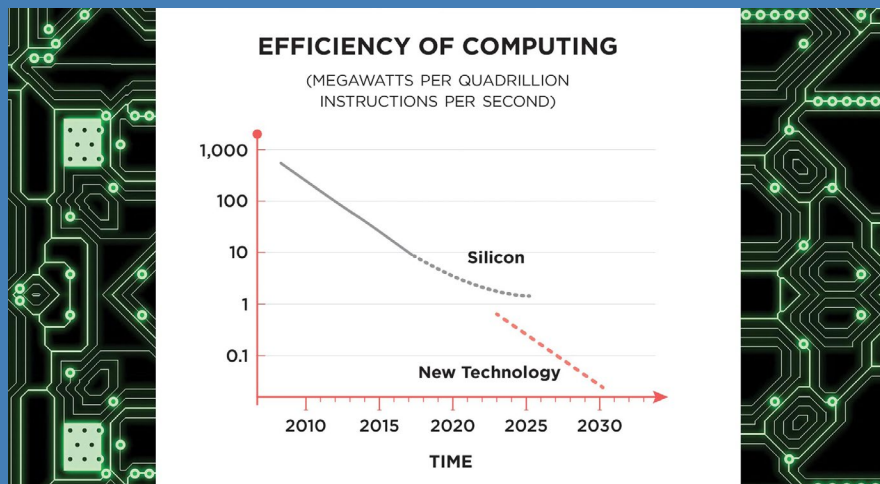 EFFICIENCY OF COMPUTING
(MEGAWATTS PER QUADRILLION
INSTRUCTIONS PER SECOND)
1,000
100
10
1
0.1
Silicon
New Technology
2010 2015 2020 2025 2030
TIME